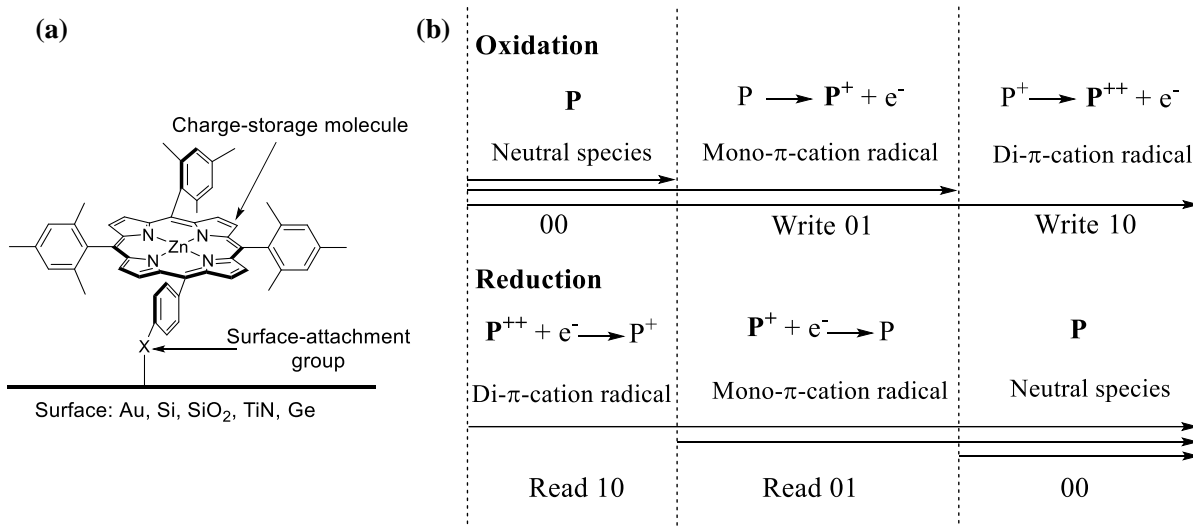 (a)
Charge-storage molecule
N
N
Zn
N
N
X
Surface-attachment
group
Surface: Au, Si, SiO₂, TiN, Ge
(b)
Oxidation
P
P ⟶ P⁺ + e⁻
P⁺ ⟶ P⁺⁺ + e⁻
Neutral species
Mono-π-cation radical
Di-π-cation radical
00
Write 01
Write 10
Reduction
P⁺⁺ + e⁻ ⟶ P⁺
P⁺ + e⁻ ⟶ P
P
Di-π-cation radical
Mono-π-cation radical
Neutral species
Read 10
Read 01
00